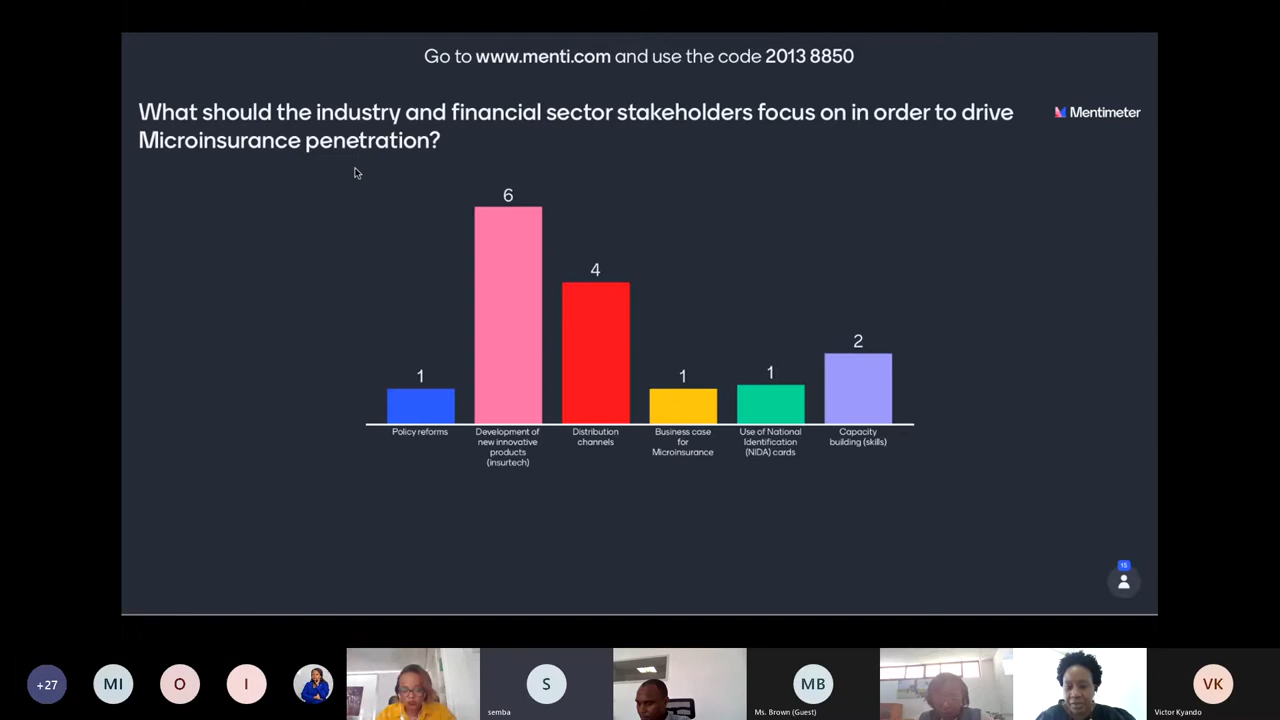 Go to www.menti.com and use the code 2013 8850
What should the industry and financial sector stakeholders focus on in order to drive
Microinsurance penetration?
Mentimeter
1
6
4
1
1
2
Policy reforms
Development of
new innovative
products
(insurtech)
Distribution
channels
Business case
for
Microinsurance
Use of National
Identification
(NIDA) cards
Capacity
building (skills)
15
+27
MI
O
I
S
semba
MB
Ms. Brown (Guest)
VK
Victor Kyando